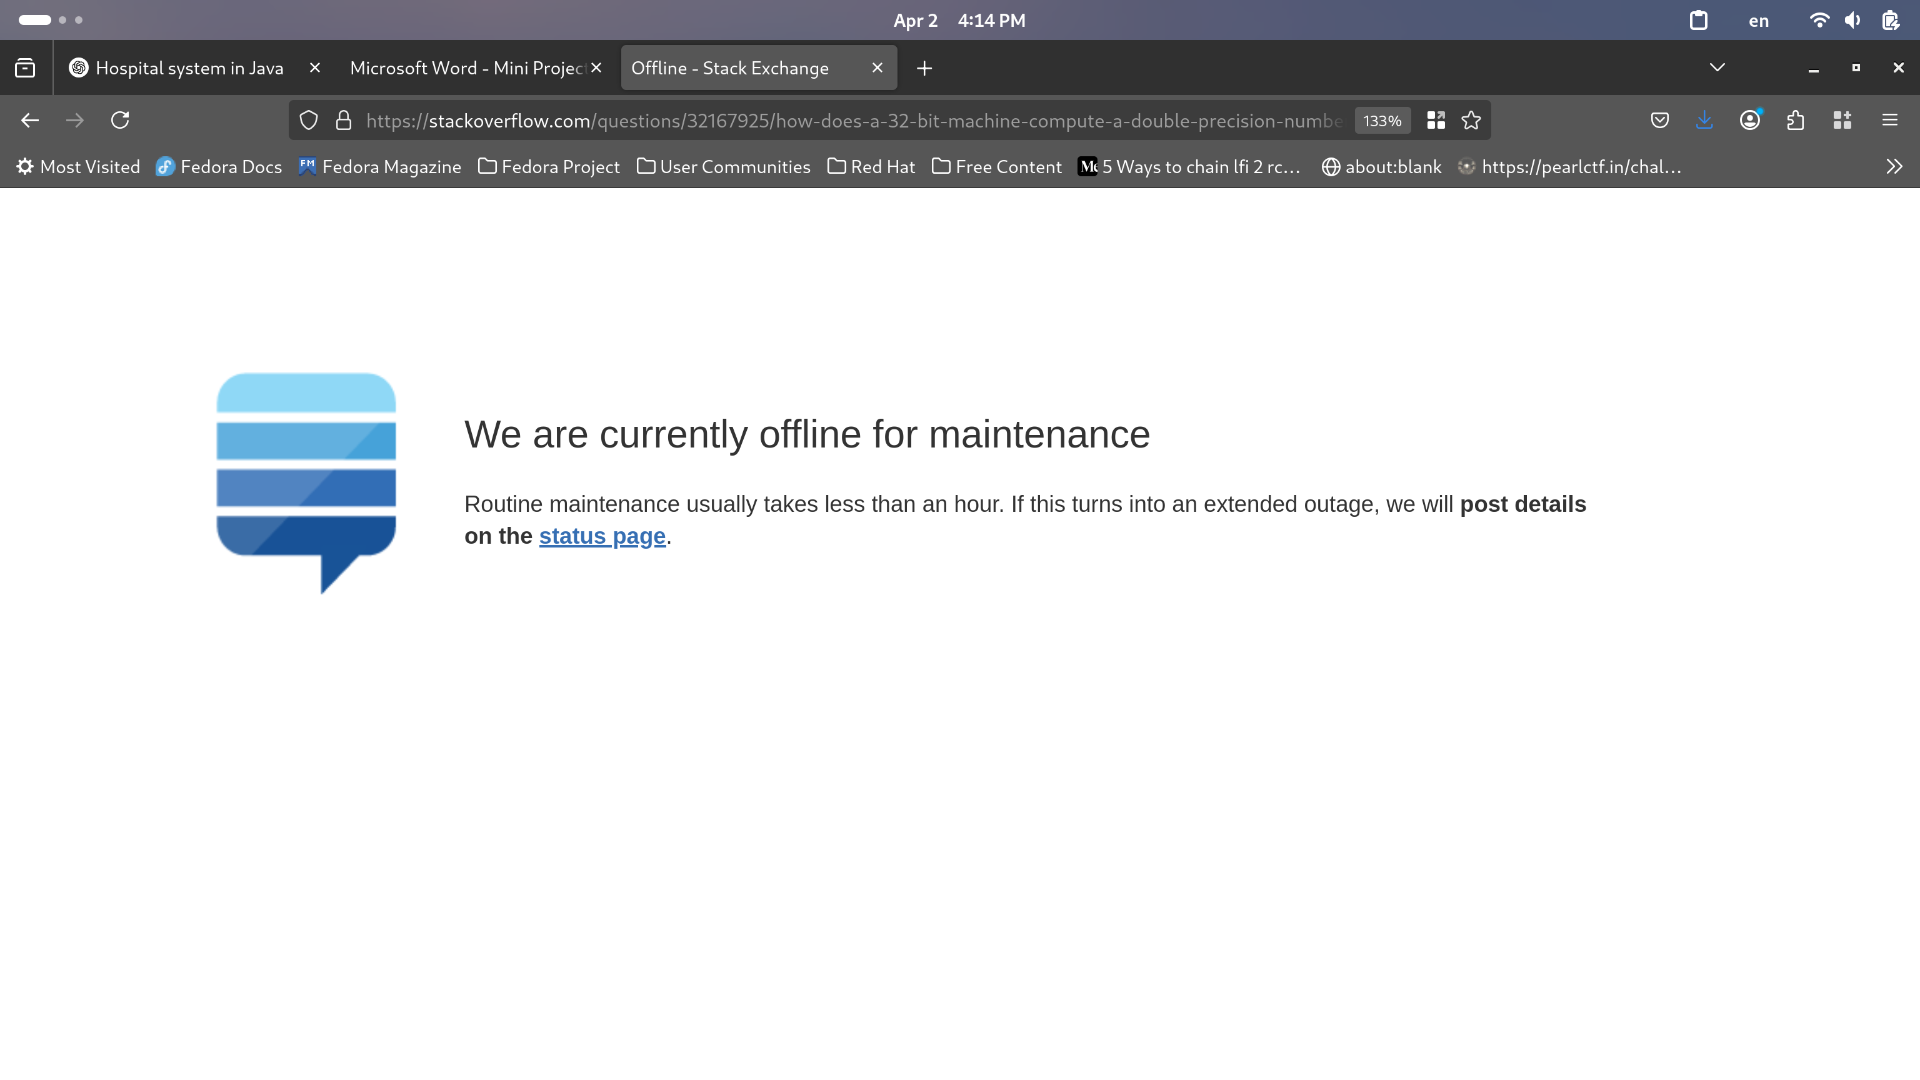 Apr 2 4:14 PM
en
Hospital system in Java
Microsoft Word - Mini Projec
Offline - Stack Exchange
https://stackoverflow.com/questions/32167925/how-does-a-32-bit-machine-compute-a-double-precision-numbe
133%
Most Visited
Fedora Docs
FM Fedora Magazine
Fedora Project
User Communities
Red Hat
Free Content
5 Ways to chain lfi 2 rc...
about:blank
https://pearlctf.in/chal...
We are currently offline for maintenance
Routine maintenance usually takes less than an hour. If this turns into an extended outage, we will post details
on the status page.